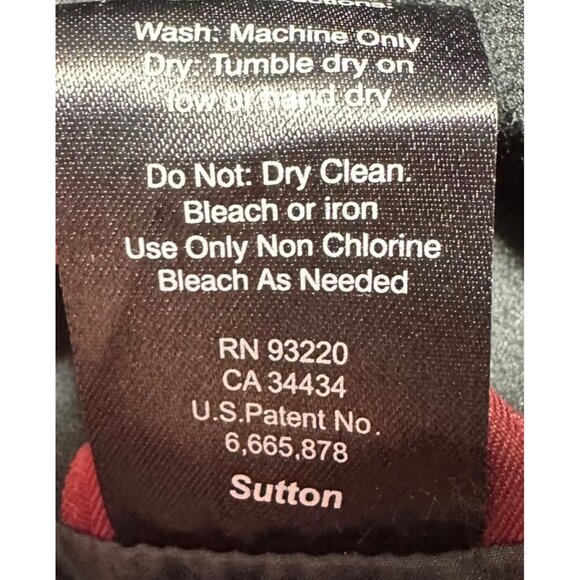 Wash: Machine Only
Dry: Tumble dry on
low or hand dry
Do Not: Dry Clean.
Bleach or iron
Use Only Non Chlorine
Bleach As Needed
RN 93220
CA 34434
U.S.Patent No.
6,665,878
Sutton